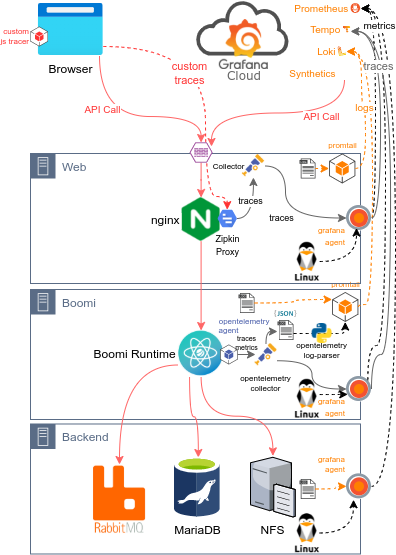 Prometheus
metrics
custom
js tracer
Tempo
Loki
Grafana
Cloud
Browser
custom
traces
Synthetics
traces
API Call
API Call
logs
Web
Collector
promtail
traces
nginx
traces
Zipkin
Proxy
grafana
agent
Linux
Boomi
promtail
{JSON}
opentelemetry
agent
traces
metrics
opentelemetry
log-parser
Boomi Runtime
opentelemetry
collector
Linux
grafana
agent
Backend
grafana
agent
RabbitMQ
MariaDB
NFS
Linux